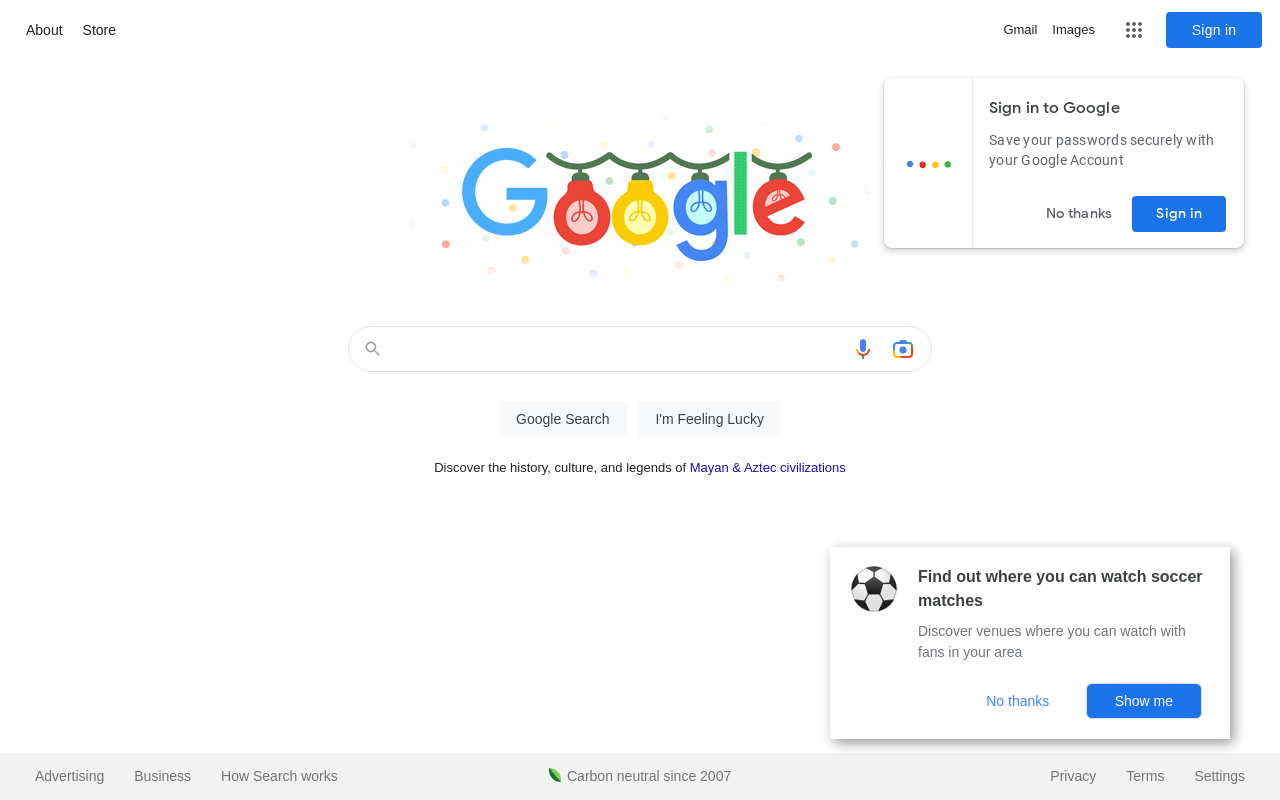 About Store
Gmail Images Sign in
Google
Sign in to Google
Save your passwords securely with
your Google Account
No thanks Sign in
Google Search I'm Feeling Lucky
Discover the history, culture, and legends of Mayan & Aztec civilizations
Find out where you can watch soccer
matches
Discover venues where you can watch with
fans in your area
No thanks Show me
Advertising Business How Search works Carbon neutral since 2007 Privacy Terms Settings